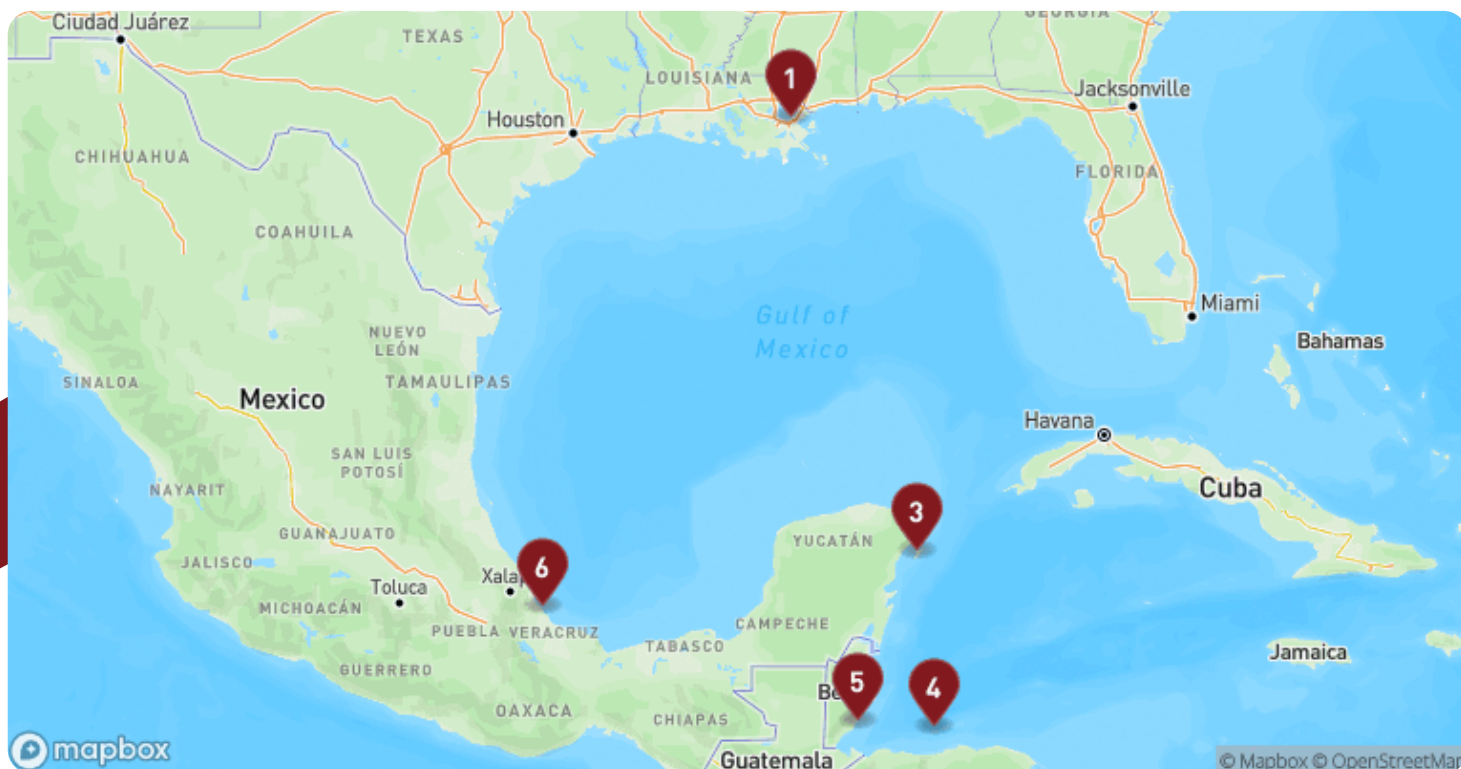 GEORGIA
Ciudad Juárez
TEXAS
LOUISIANA
1
Jacksonville
Houston
CHIHUAHUA
FLORIDA
COAHUILA
Miami
Gulf of
Mexico
NUEVO
LEÓN
Bahamas
SINALOA
TAMAULIPAS
Mexico
Havana
SAN LUIS
POTOSÍ
NAYARIT
Cuba
3
GUANAJUATO
YUCATÁN
JALISCO
6
Xalap
Toluca
MICHOACÁN
PUEBLA
VERACRUZ
CAMPECHE
TABASCO
Jamaica
GUERRERO
5
4
Be
OAXACA
CHIAPAS
mapbox
Guatemala
© Mapbox © OpenStreetMap